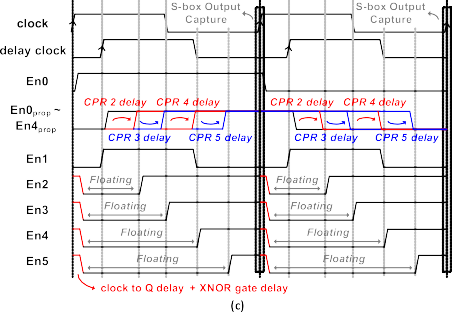 S-box Output
Capture
S-box Output
Capture
clock
delay clock
En0
En0prop ~
En4prop
CPR 2 delay
CPR 4 delay
CPR 2 delay
CPR 4 delay
CPR 3 delay
CPR 5 delay
CPR 3 delay
CPR 5 delay
En1
En2
Floating
Floating
En3
Floating
Floating
En4
Floating
Floating
En5
Floating
Floating
clock to Q delay + XNOR gate delay
(c)